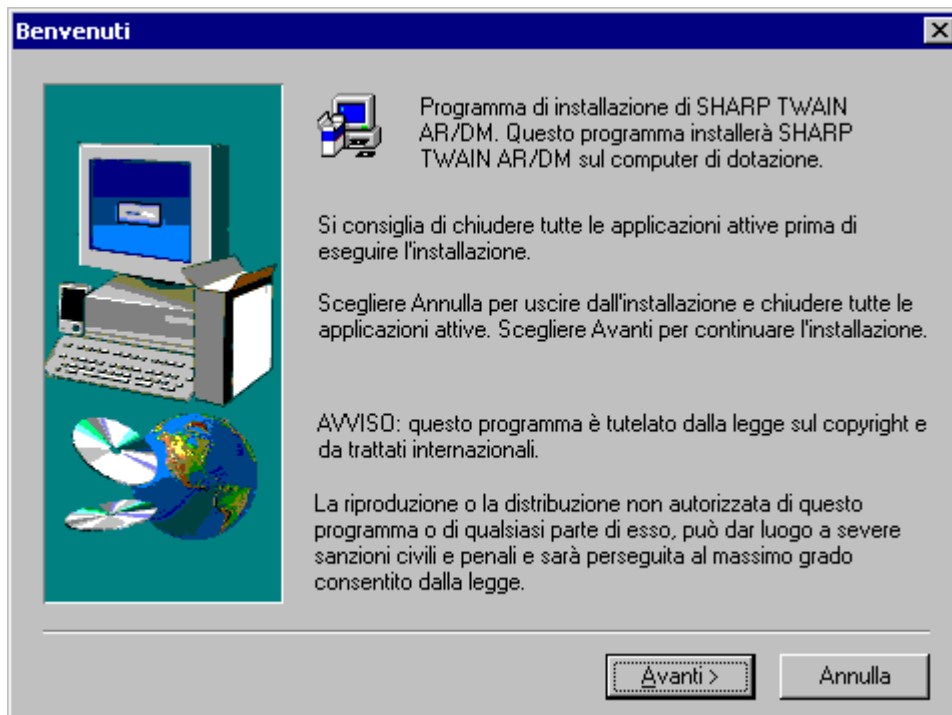 Benvenuti
Programma di installazione di SHARP TWAIN
AR/DM. Questo programma installerà SHARP
TWAIN AR/DM sul computer di dotazione.
Si consiglia di chiudere tutte le applicazioni attive prima di
eseguire l'installazione.
Scegliere Annulla per uscire dall'installazione e chiudere tutte le
applicazioni attive. Scegliere Avanti per continuare l'installazione.
AVVISO: questo programma è tutelato dalla legge sul copyright e
da trattati internazionali.
La riproduzione o la distribuzione non autorizzata di questo
programma o di qualsiasi parte di esso, può dar luogo a severe
sanzioni civili e penali e sarà perseguita al massimo grado
consentito dalla legge.
Avanti >
Annulla